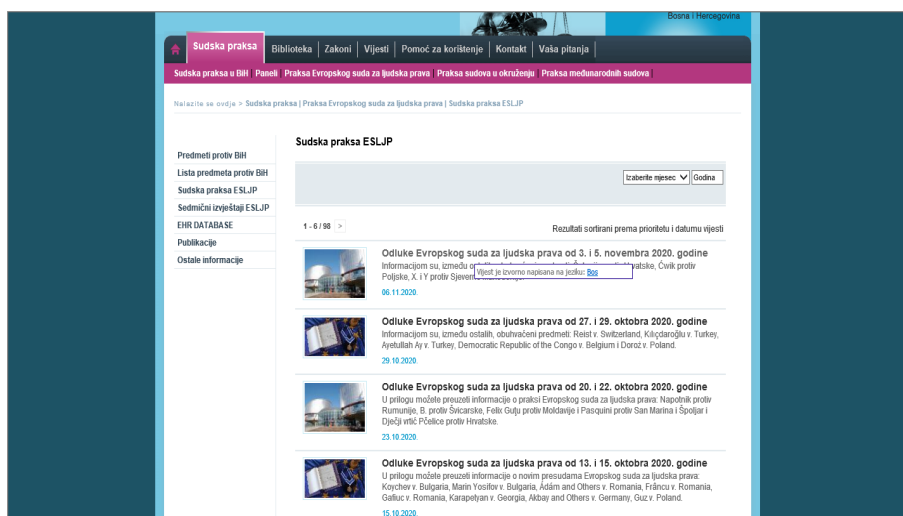 Bosna i Hercegovina
Sudska praksa
Biblioteka
Zakoni
Vijesti
Pomoć za korištenje
Kontakt
Vaša pitanja
Sudska praksa u BiH | Paneli | Praksa Evropskog suda za ljudska prava | Praksa sudova u okruženju | Praksa međunarodnih sudova |
Nalazite se ovdje > Sudska praksa | Praksa Evropskog suda za ljudska prava | Sudska praksa ESLJP
Predmeti protiv BiH
Lista predmeta protiv BiH
Sudska praksa ESLJP
Sedmični izvještaji ESLJP
EHR DATABASE
Publikacije
Ostale informacije
Sudska praksa ESLJP
Izaberite mjesec
Godina
1 - 6 / 98 >
Rezultati sortirani prema prioritetu i datumu vijesti
Odluke Evropskog suda za ljudska prava od 3. i 5. novembra 2020. godine
Informacijom su, između Hrvatske, Ćwik protiv
Vijest je izvorno napisana na jeziku: Bos
Poljske, X. i Y protiv
06.11.2020.
Odluke Evropskog suda za ljudska prava od 27. i 29. oktobra 2020. godine
Informacijom su, između ostalih, obuhvaćeni predmeti: Reist v. Switzerland, Kılıçdaroğlu v. Turkey,
Ayetullah Ay v. Turkey, Democratic Republic of the Congo v. Belgium i Doroż v. Poland.
29.10.2020.
Odluke Evropskog suda za ljudska prava od 20. i 22. oktobra 2020. godine
U prilogu možete preuzeti informacije o praksi Evropskog suda za ljudska prava: Napotnik protiv
Rumunije, B. protiv Švicarske, Felix Guţu protiv Moldavije i Pasquini protiv San Marina i Špoljar i
Dječji vrtić Pčelice protiv Hrvatske.
23.10.2020.
Odluke Evropskog suda za ljudska prava od 13. i 15. oktobra 2020. godine
U prilogu možete preuzeti informacije o novim presudama Evropskog suda za ljudska prava:
Koychev v. Bulgaria, Marin Yosifov v. Bulgaria, Ádám and Others v. Romania, Frâncu v. Romania,
Gafiuc v. Romania, Karapetyan v. Georgia, Akbay and Others v. Germany, Guz v. Poland.
15.10.2020.